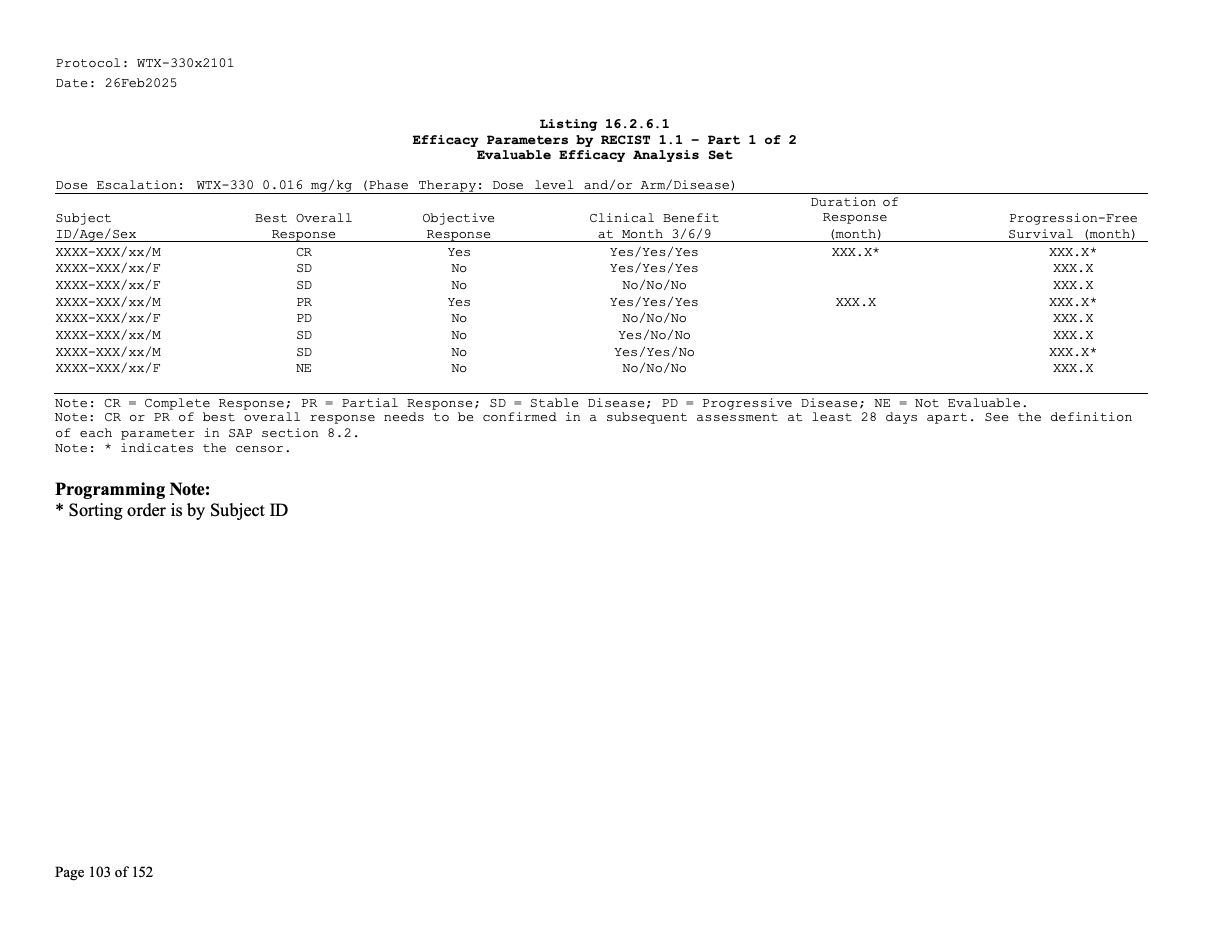 Protocol: WTX-330x2101
Date: 26Feb2025
Listing 16.2.6.1
Efficacy Parameters by RECIST 1.1 – Part 1 of 2
Evaluable Efficacy Analysis Set
Dose Escalation: WTX-330 0.016 mg/kg (Phase Therapy: Dose level and/or Arm/Disease)
Subject ID/Age/Sex Best Overall Response Objective Response Clinical Benefit at Month 3/6/9 Duration of Response (month) Progression-Free Survival (month)
XXXX-XXX/xx/M CR Yes Yes/Yes/Yes XXX.X* XXX.X*
XXXX-XXX/xx/F SD No Yes/Yes/Yes XXX.X
XXXX-XXX/xx/F SD No No/No/No XXX.X
XXXX-XXX/xx/M PR Yes Yes/Yes/Yes XXX.X XXX.X*
XXXX-XXX/xx/F PD No No/No/No XXX.X
XXXX-XXX/xx/M SD No Yes/No/No XXX.X
XXXX-XXX/xx/M SD No Yes/Yes/No XXX.X*
XXXX-XXX/xx/F NE No No/No/No XXX.X
Note: CR = Complete Response; PR = Partial Response; SD = Stable Disease; PD = Progressive Disease; NE = Not Evaluable.
Note: CR or PR of best overall response needs to be confirmed in a subsequent assessment at least 28 days apart. See the definition
of each parameter in SAP section 8.2.
Note: * indicates the censor.
Programming Note:
* Sorting order is by Subject ID
Page 103 of 152